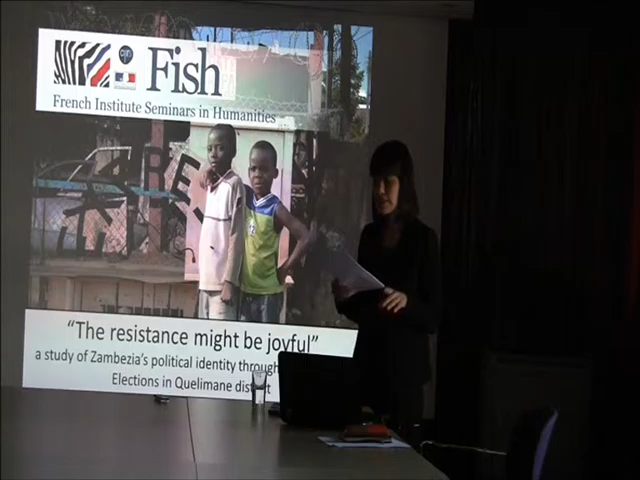 Fish
French Institute Seminars in Humanities
"The resistance might be joyful"
a study of Zambezia's political identity through
Elections in Quelimane